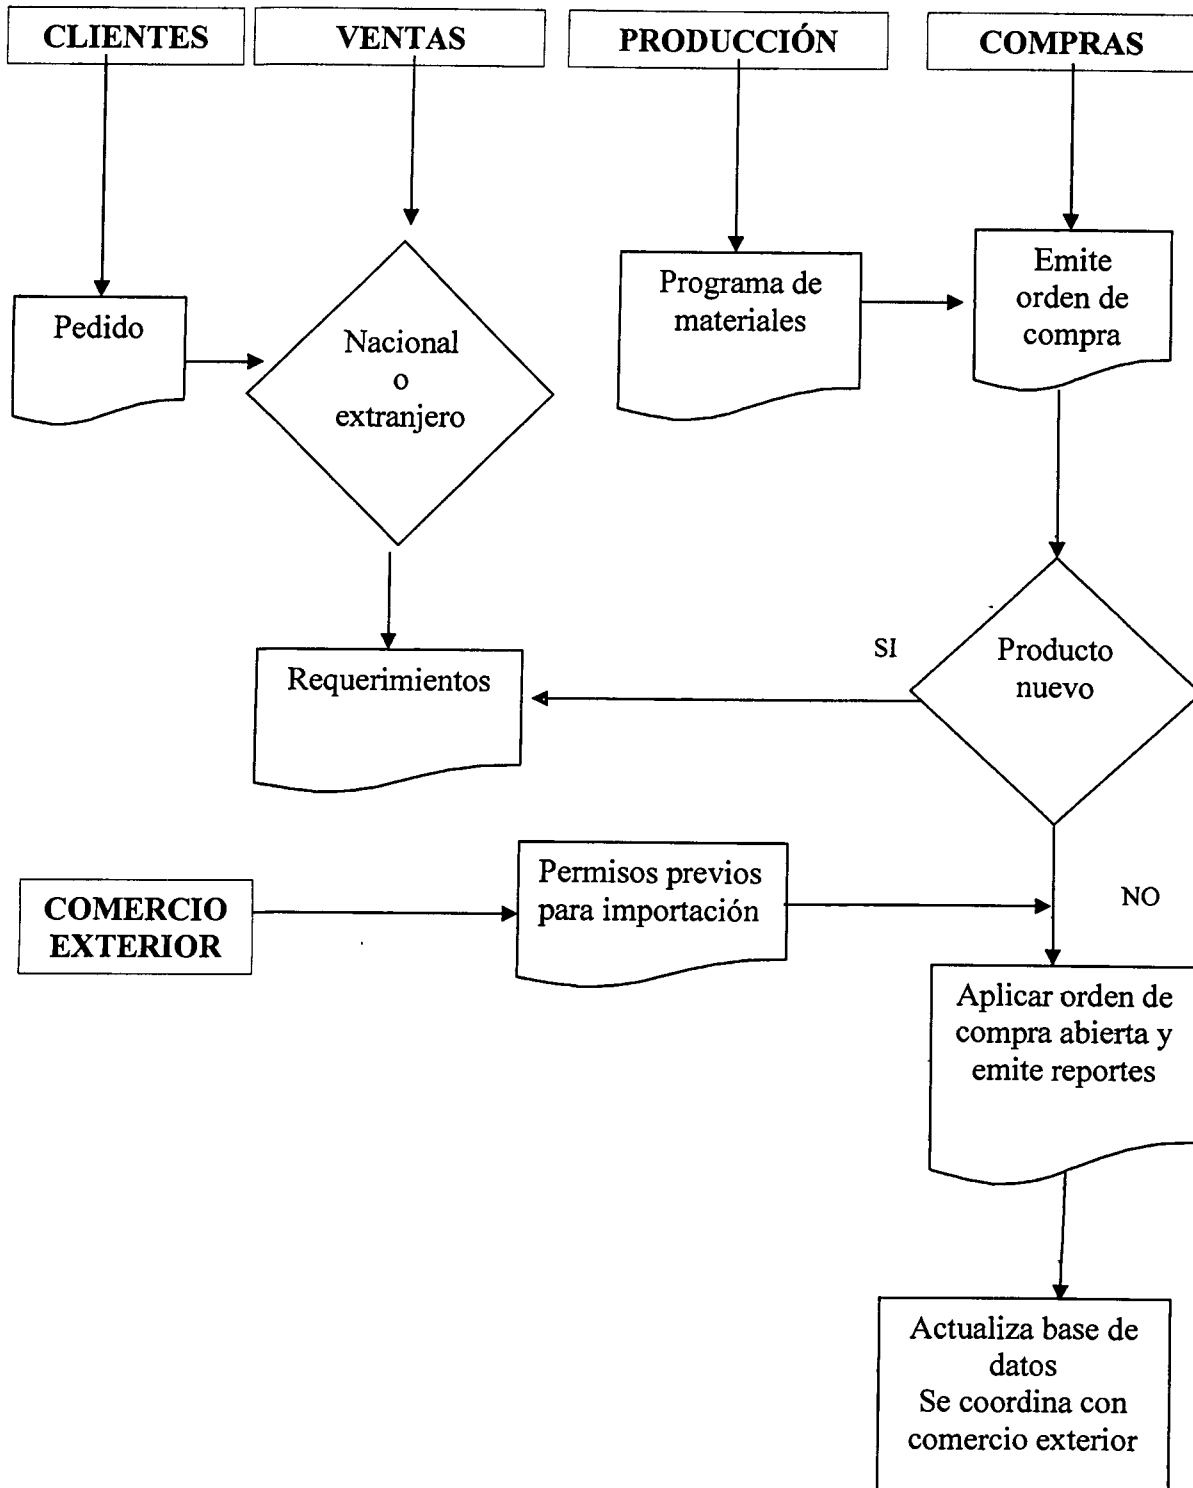 CLIENTES
VENTAS
PRODUCCIÓN
COMPRAS
Pedido
Nacional
o
extranjero
Programa de
materiales
Emite
orden de
compra
Requerimientos
SI
Producto
nuevo
COMERCIO
EXTERIOR
Permisos previos
para importación
NO
Aplicar orden de
compra abierta y
emite reportes
Actualiza base de
datos
Se coordina con
comercio exterior